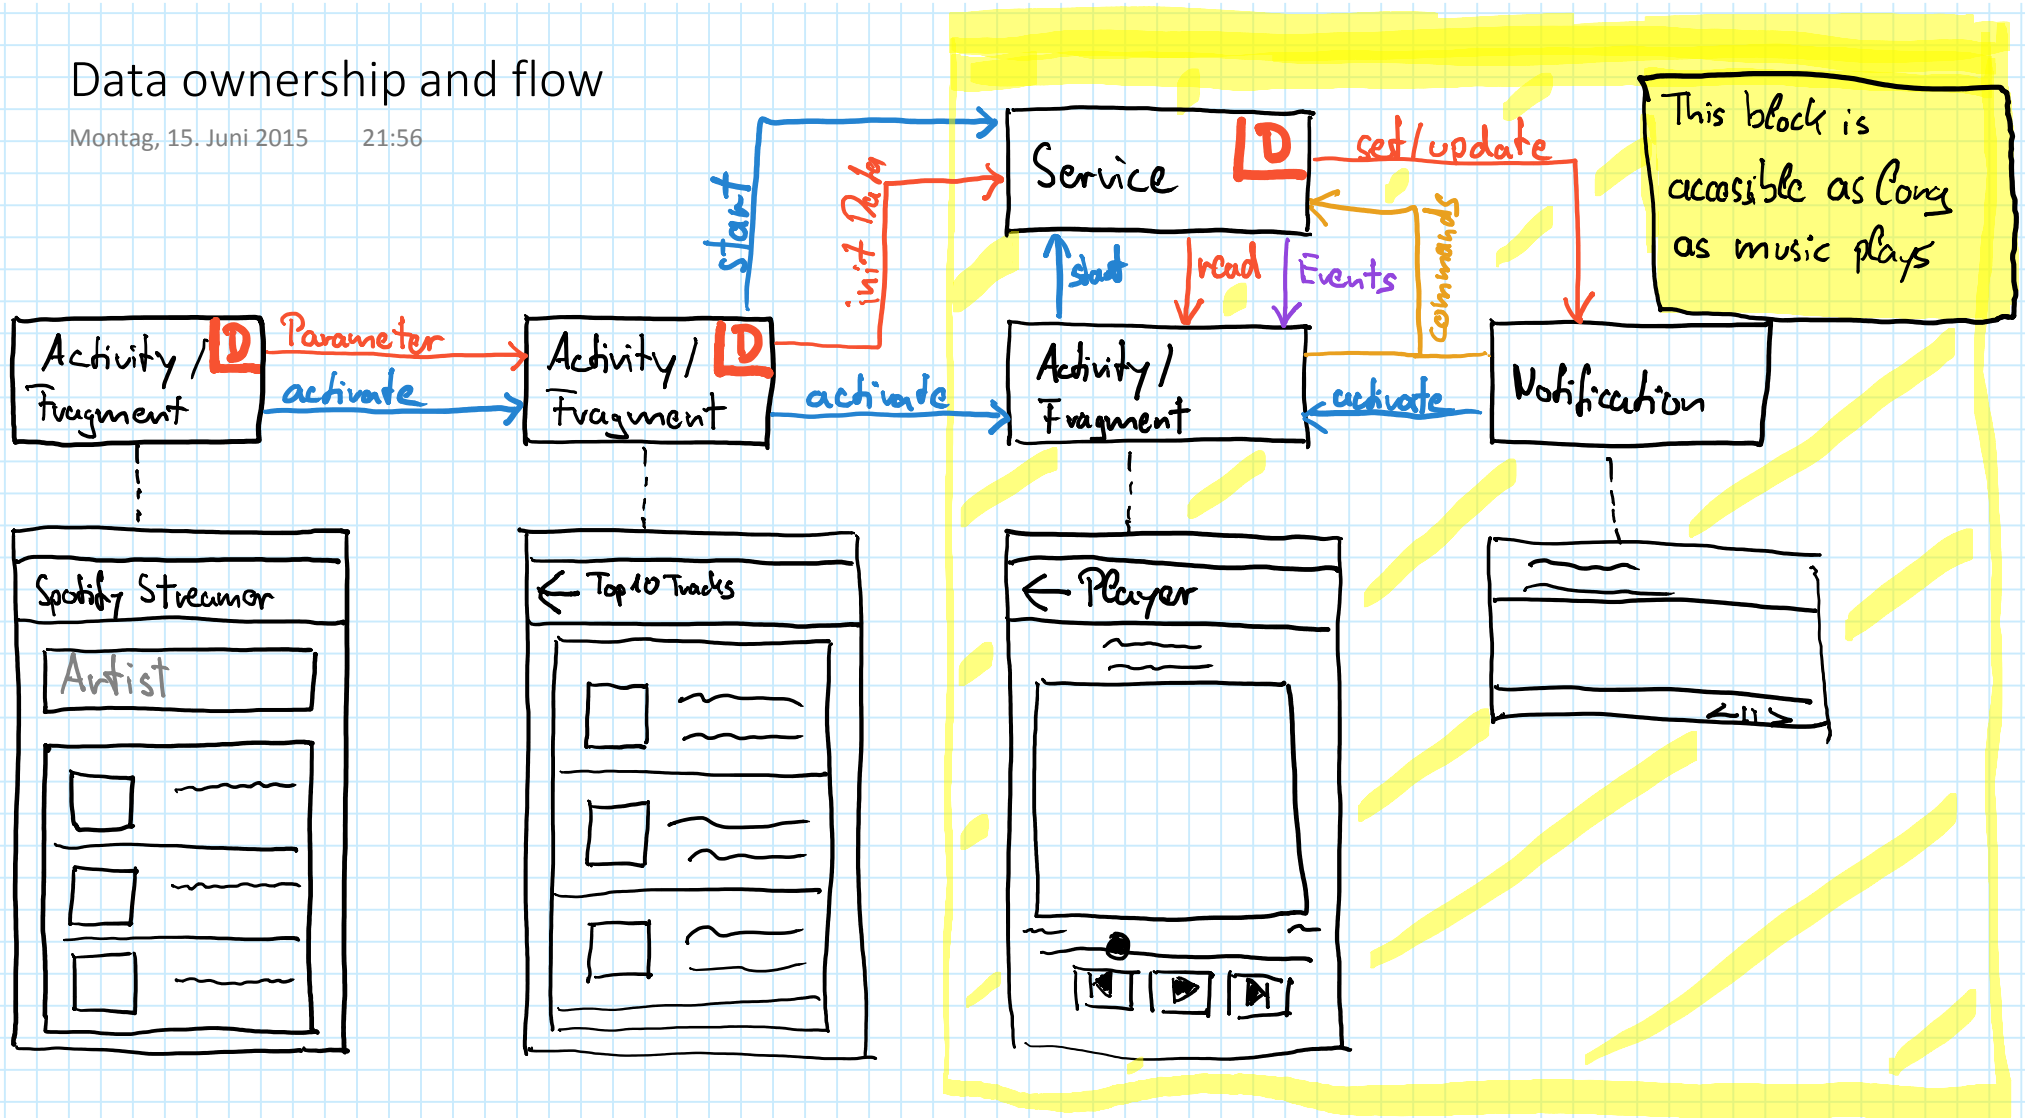 Data ownership and flow
Montag, 15. Juni 2015 21:56
start
init Data
Service
D
set/update
This block is
accessible as long
as music plays
start
read
Events
commands
Activity/
Fragment
D
Parameter
activate
Activity/
Fragment
D
activate
Activity/
Fragment
activate
Notification
Spotify Streamer
Artist
Top 10 Tracks
Player